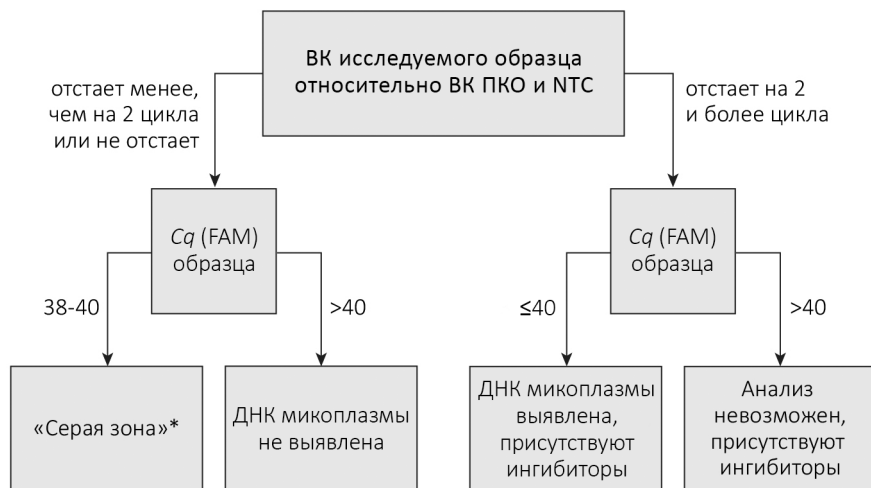 ВК исследуемого образца
относительно ВК ПКО и NTC
отстает менее,
чем на 2 цикла
или не отстает
отстает на 2
и более цикла
Cq (FAM)
образца
Cq (FAM)
образца
38-40
>40
≤40
>40
«Серая зона»*
ДНК микоплазмы
не выявлена
ДНК микоплазмы
выявлена,
присутствуют
ингибиторы
Анализ
невозможен,
присутствуют
ингибиторы